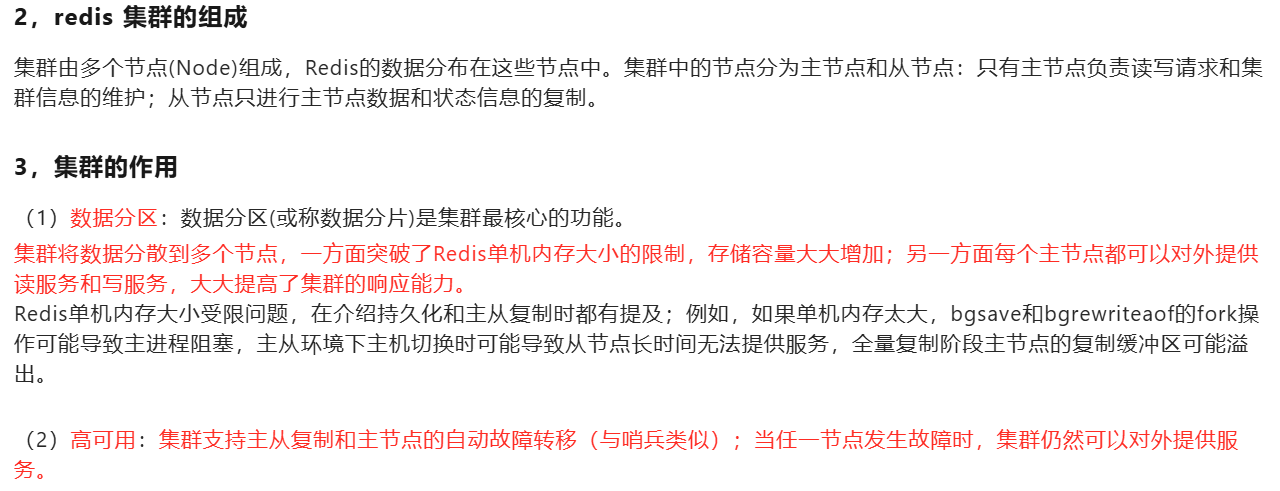 2，redis 集群的组成
集群由多个节点(Node)组成，Redis的数据分布在这些节点中。集群中的节点分为主节点和从节点：只有主节点负责读写请求和集
群信息的维护；从节点只进行主节点数据和状态信息的复制。
3，集群的作用
（1）数据分区：数据分区(或称数据分片)是集群最核心的功能。
集群将数据分散到多个节点，一方面突破了Redis单机内存大小的限制，存储容量大大增加；另一方面每个主节点都可以对外提供
读服务和写服务，大大提高了集群的响应能力。
Redis单机内存大小受限问题，在介绍持久化和主从复制时都有提及；例如，如果单机内存太大，bgsave和bgrewriteaof的fork操
作可能导致主进程阻塞，主从环境下主机切换时可能导致从节点长时间无法提供服务，全量复制阶段主节点的复制缓冲区可能溢
出。
（2）高可用：集群支持主从复制和主节点的自动故障转移（与哨兵类似）；当任一节点发生故障时，集群仍然可以对外提供服
务。